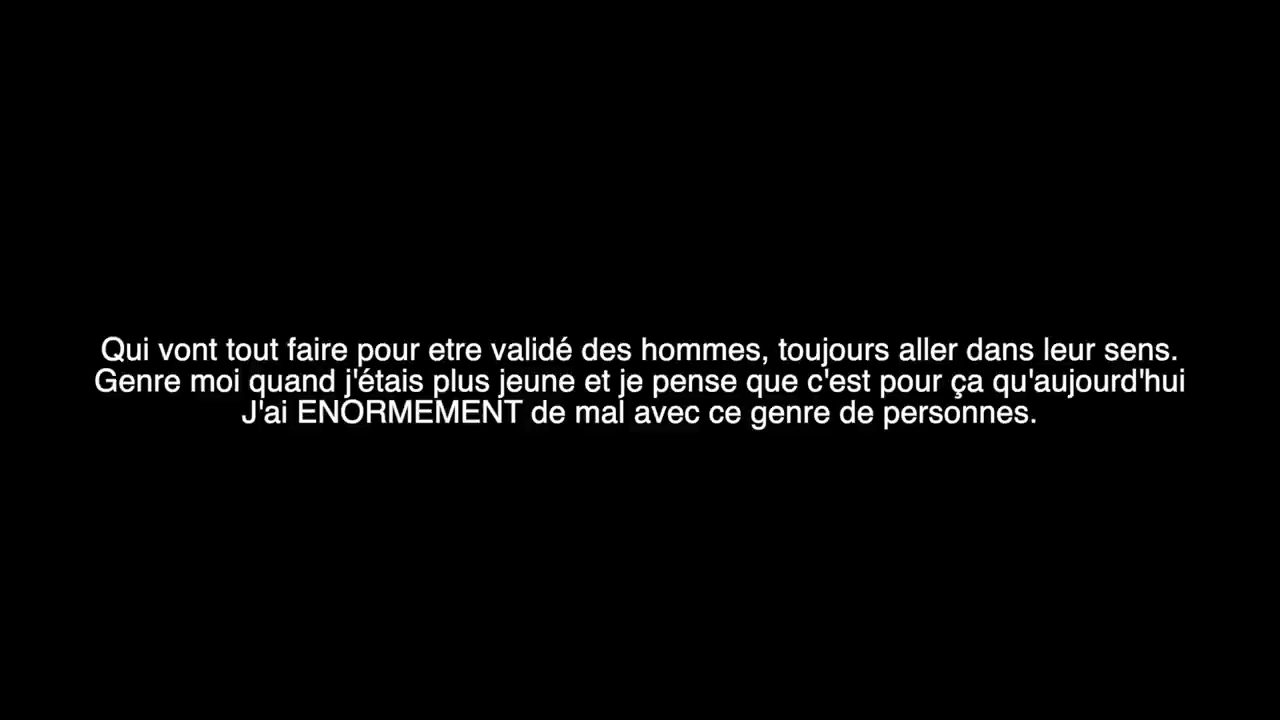 Qui vont tout faire pour etre validé des hommes, toujours aller dans leur sens.
Genre moi quand j'étais plus jeune et je pense que c'est pour ça qu'aujourd'hui
J'ai ENORMEMENT de mal avec ce genre de personnes.